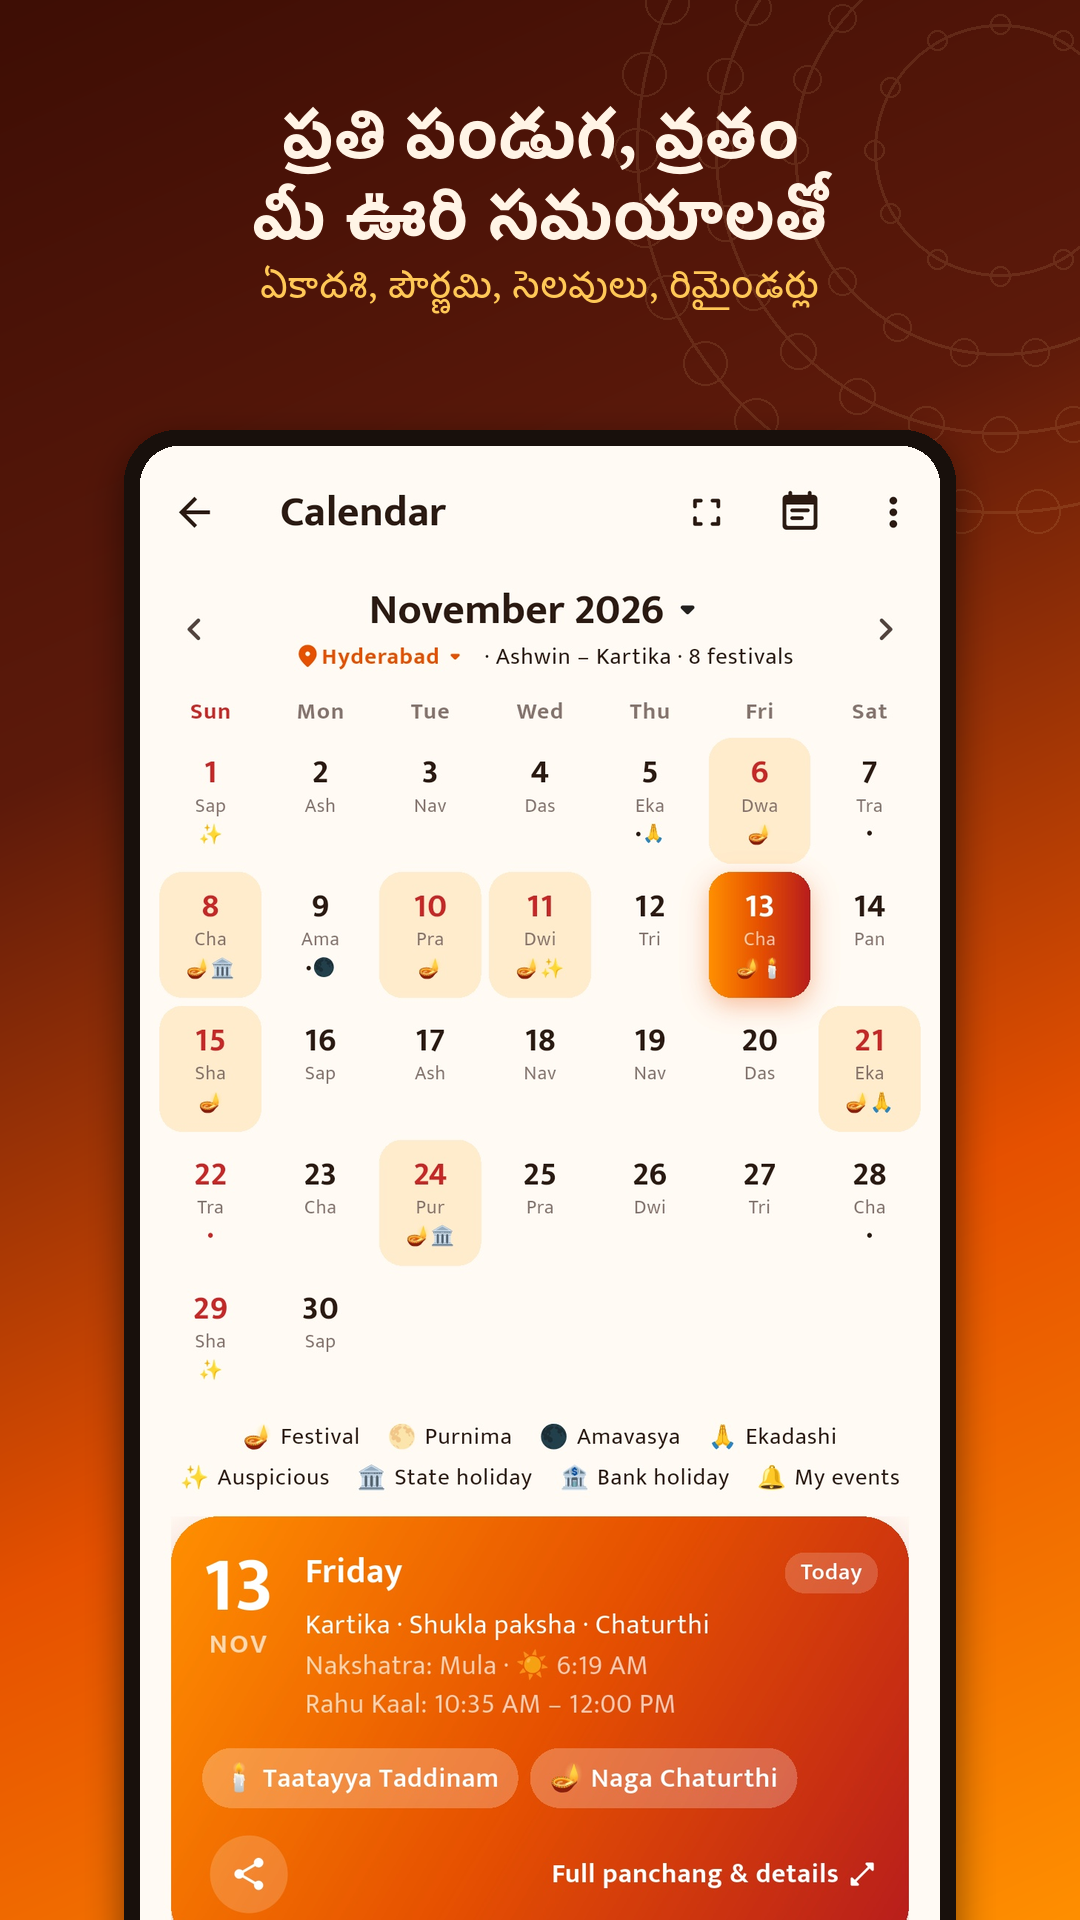 ప్రతి పండుగ, వ్రతం
మీ ఊరి సమయాలతో
ఏకాదశి, పౌర్ణమి, సెలవులు, రిమైండర్లు
Calendar
November 2026
Hyderabad · Ashwin – Kartika · 8 festivals
Sun Mon Tue Wed Thu Fri Sat
1 2 3 4 5 6 7
Sap Ash Nav Das Eka Dwa Tra
8 9 10 11 12 13 14
Cha Ama Pra Dwi Tri Cha Pan
15 16 17 18 19 20 21
Sha Sap Ash Nav Nav Das Eka
22 23 24 25 26 27 28
Tra Cha Pur Pra Dwi Tri Cha
29 30
Sha Sap
Festival Purnima Amavasya Ekadashi
Auspicious State holiday Bank holiday My events
13 Friday Today
NOV Kartika · Shukla paksha · Chaturthi
Nakshatra: Mula · ☀️ 6:19 AM
Rahu Kaal: 10:35 AM – 12:00 PM
Taatayya Taddinam Naga Chaturthi
Full panchang & details